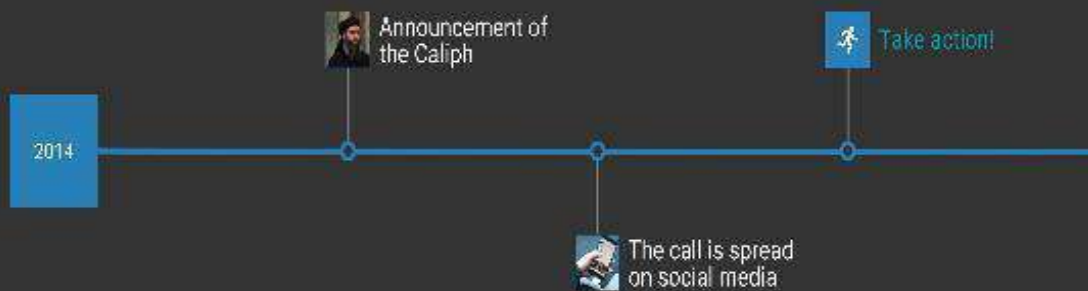 2014
Announcement of
the Caliph
The call is spread
on social media
Take action!